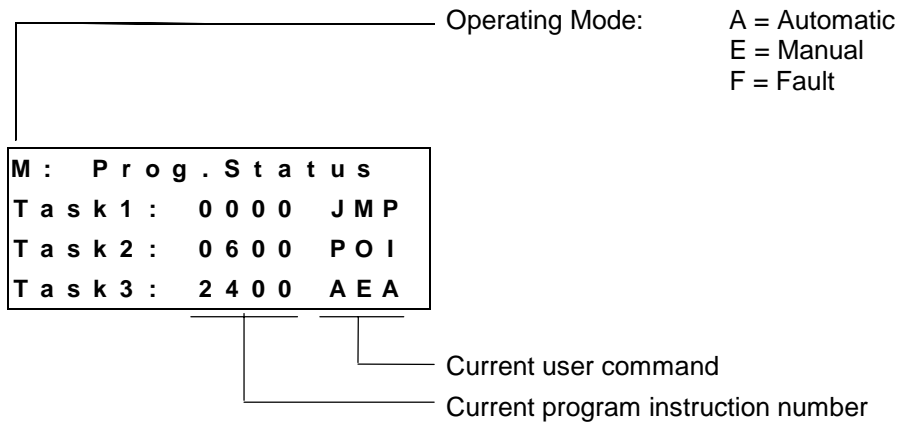 Operating Mode: A = Automatic
E = Manual
F = Fault
M: Prog.Status
Task1: 0000 JMP
Task2: 0600 POI
Task3: 2400 AEA
Current user command
Current program instruction number